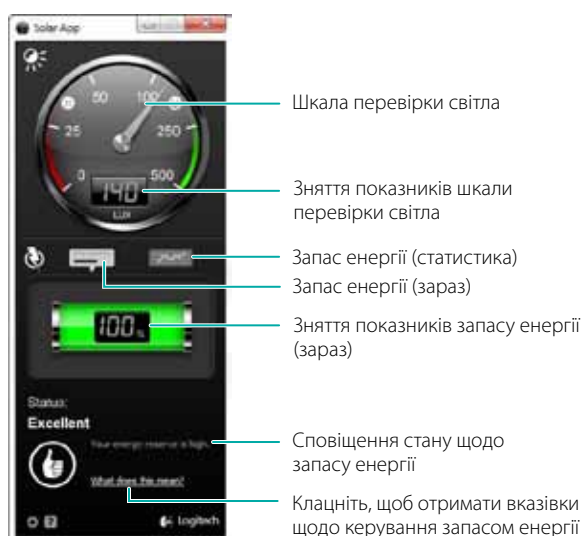 Solar App
50
100
25
250
0
500
140
LUX
Шкала перевірки світла
Зняття показників шкали
перевірки світла
Запас енергії (статистика)
Запас енергії (зараз)
100 %
Зняття показників запасу енергії
(зараз)
Status:
Excellent
Your energy reserve is high.
What does this mean?
Logitech
Сповіщення стану щодо
запасу енергії
Клацніть, щоб отримати вказівки
щодо керування запасом енергії